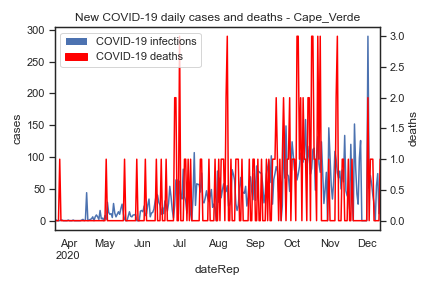 New COVID-19 daily cases and deaths - Cape_Verde
COVID-19 infections
COVID-19 deaths
300
250
200
150
100
50
0
cases
3.0
2.5
2.0
1.5
1.0
0.5
0.0
deaths
Apr May Jun Jul Aug Sep Oct Nov Dec
2020
dateRep